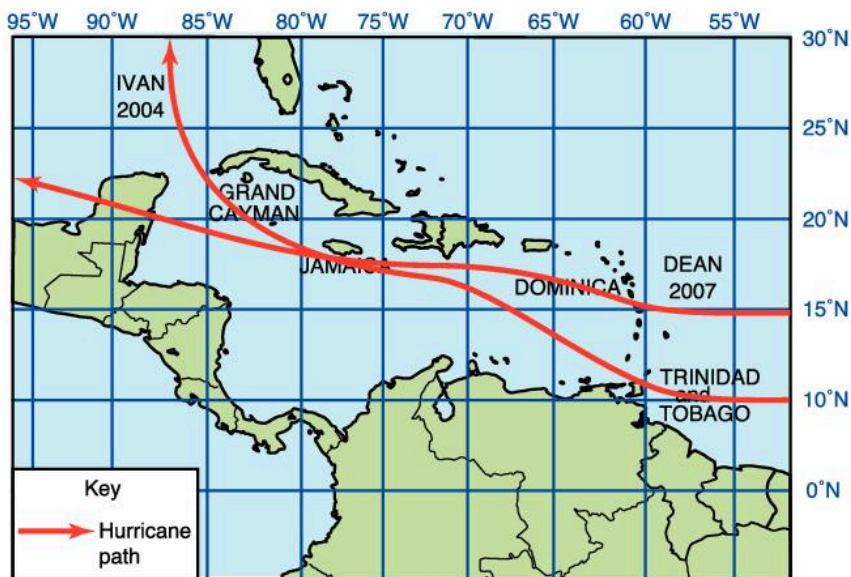 95°W 90°W 85°W 80°W 75°W 70°W 65°W 60°W 55°W
30°N
IVAN
2004
25°N
GRAND
CAYMAN
20°N
JAMAICA
DOMINICA
DEAN
2007
15°N
TRINIDAD
and
TOBAGO
10°N
0°N
Key
Hurricane
path